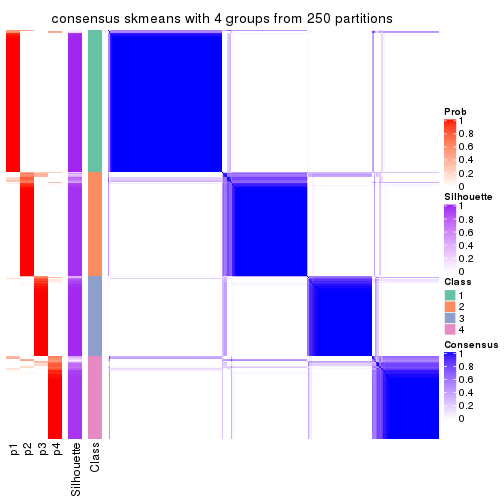 consensus skmeans with 4 groups from 250 partitions
Prob
1
0.8
0.6
0.4
0.2
0
Silhouette
1
0.8
0.6
0.4
0.2
0
Class
1
2
3
4
Consensus
1
0.8
0.6
0.4
0.2
0
p1
p2
p3
p4
Silhouette
Class